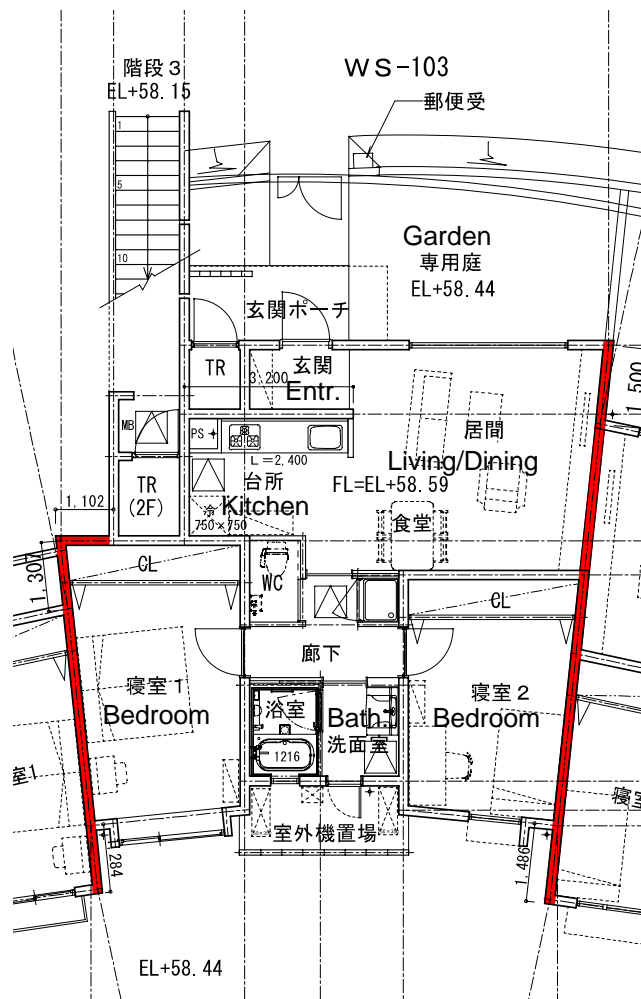 階段3
EL+58.15
WS-103
郵便受
1
5
10
Garden
専用庭
EL+58.44
玄関ポーチ
TR
玄関
3,200
Entr.
1,500
MB
PS
L=2,400
居間
Living/Dining
FL=EL+58.59
台所
Kitchen
冷
750×750
食堂
TR
(2F)
1,102
1,307
CL
WC
CL
廊下
寝室1
Bedroom
浴室
Bath
洗面室
1216
寝室2
Bedroom
室1
寝室
室外機置場
284
1,486
EL+58.44